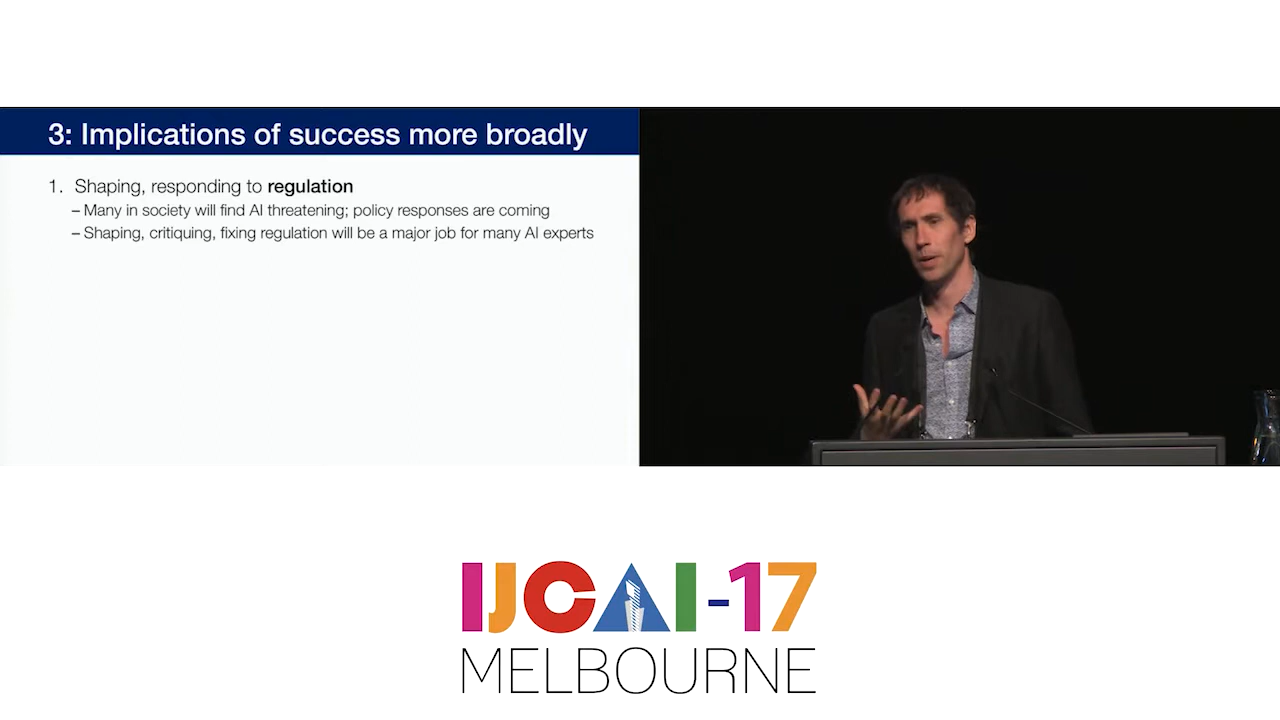 3: Implications of success more broadly
1. Shaping, responding to regulation
– Many in society will find AI threatening; policy responses are coming
– Shaping, critiquing, fixing regulation will be a major job for many AI experts
IJCAI-17
MELBOURNE